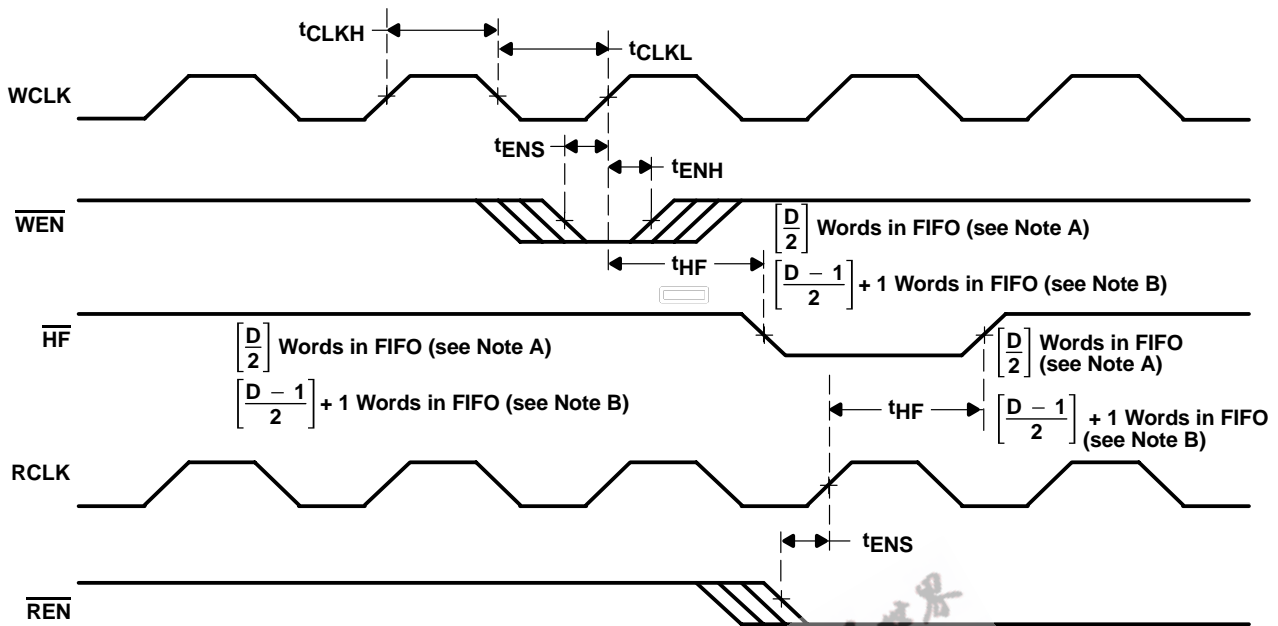 tCLKH
tCLKL
WCLK
tENS
tENH
WEN
[D/2] Words in FIFO (see Note A)
tHF
[D − 1/2] + 1 Words in FIFO (see Note B)
HF
[D/2] Words in FIFO (see Note A)
[D − 1/2] + 1 Words in FIFO (see Note B)
[D/2] Words in FIFO
(see Note A)
tHF
[D − 1/2] + 1 Words in FIFO
(see Note B)
RCLK
tENS
REN